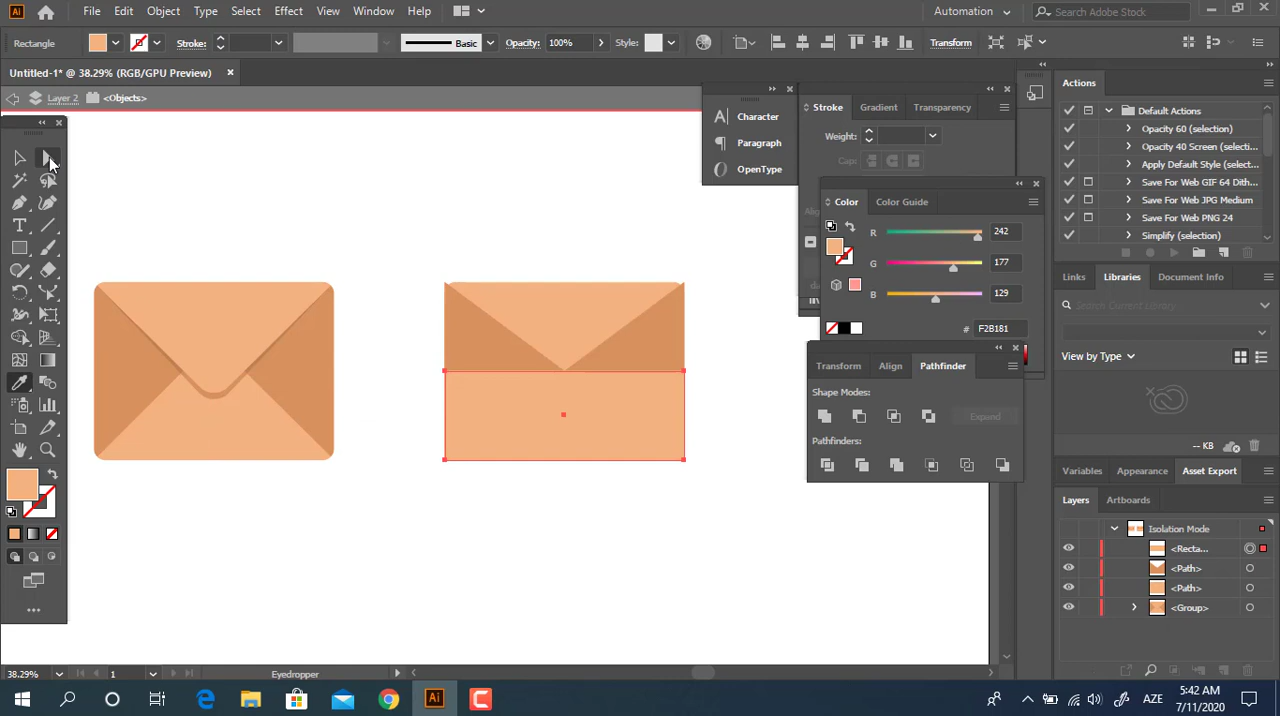 Ai
File
Edit
Object
Type
Select
Effect
View
Window
Help
Automation
Search Adobe Stock
Rectangle
Stroke:
Basic
Opacity:
100%
Style:
Transform
Untitled-1* @ 38.29% (RGB/GPU Preview)
Layer 2
<Objects>
Character
Paragraph
OpenType
Stroke
Gradient
Transparency
Weight:
Cap:
Color
Color Guide
R
242
G
177
B
129
#
F2B181
Transform
Align
Pathfinder
Shape Modes:
Expand
Pathfinders:
Actions
Default Actions
Opacity 60 (selection)
Opacity 40 Screen (selecti...
Apply Default Style (select...
Save For Web GIF 64 Dith...
Save For Web JPG Medium
Save For Web PNG 24
Simplify (selection)
Links
Libraries
Document Info
Search All Libraries
View by Type
-- KB
Variables
Appearance
Asset Export
Layers
Artboards
Isolation Mode
<Recta...
<Path>
<Path>
<Group>
38.29%
1
Eyedropper
Ai
AZE
5:42 AM
7/11/2020